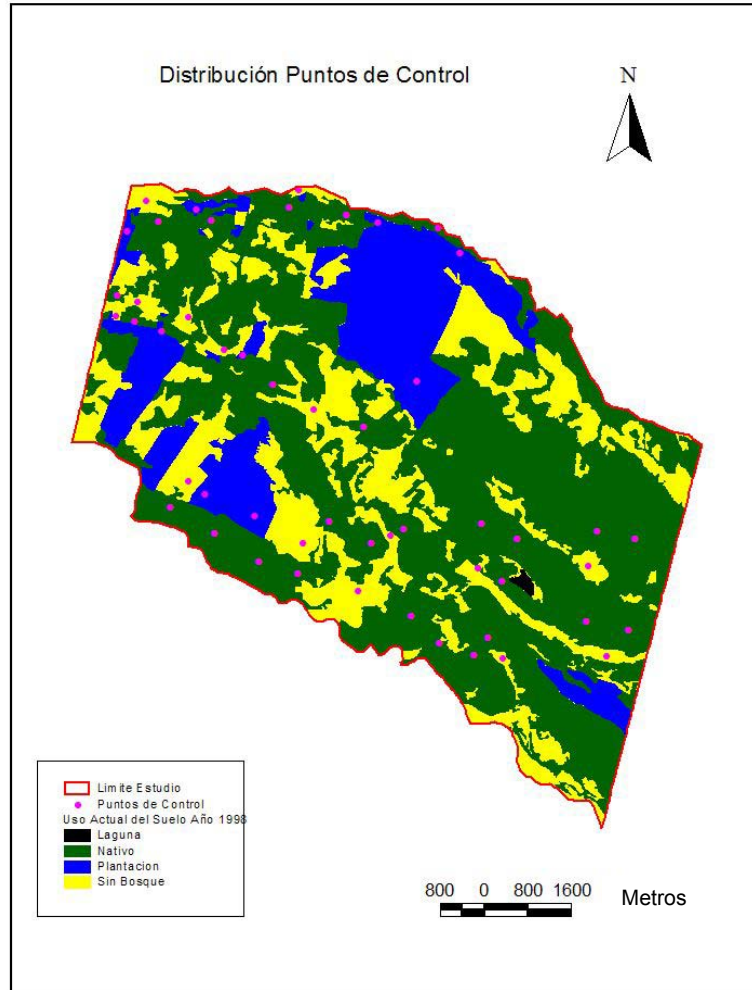 Distribución Puntos de Control
N
Limite Estudio
Puntos de Control
Uso Actual del Suelo Año 1998
Laguna
Nativo
Plantacion
Sin Bosque
800 0 800 1600 Metros